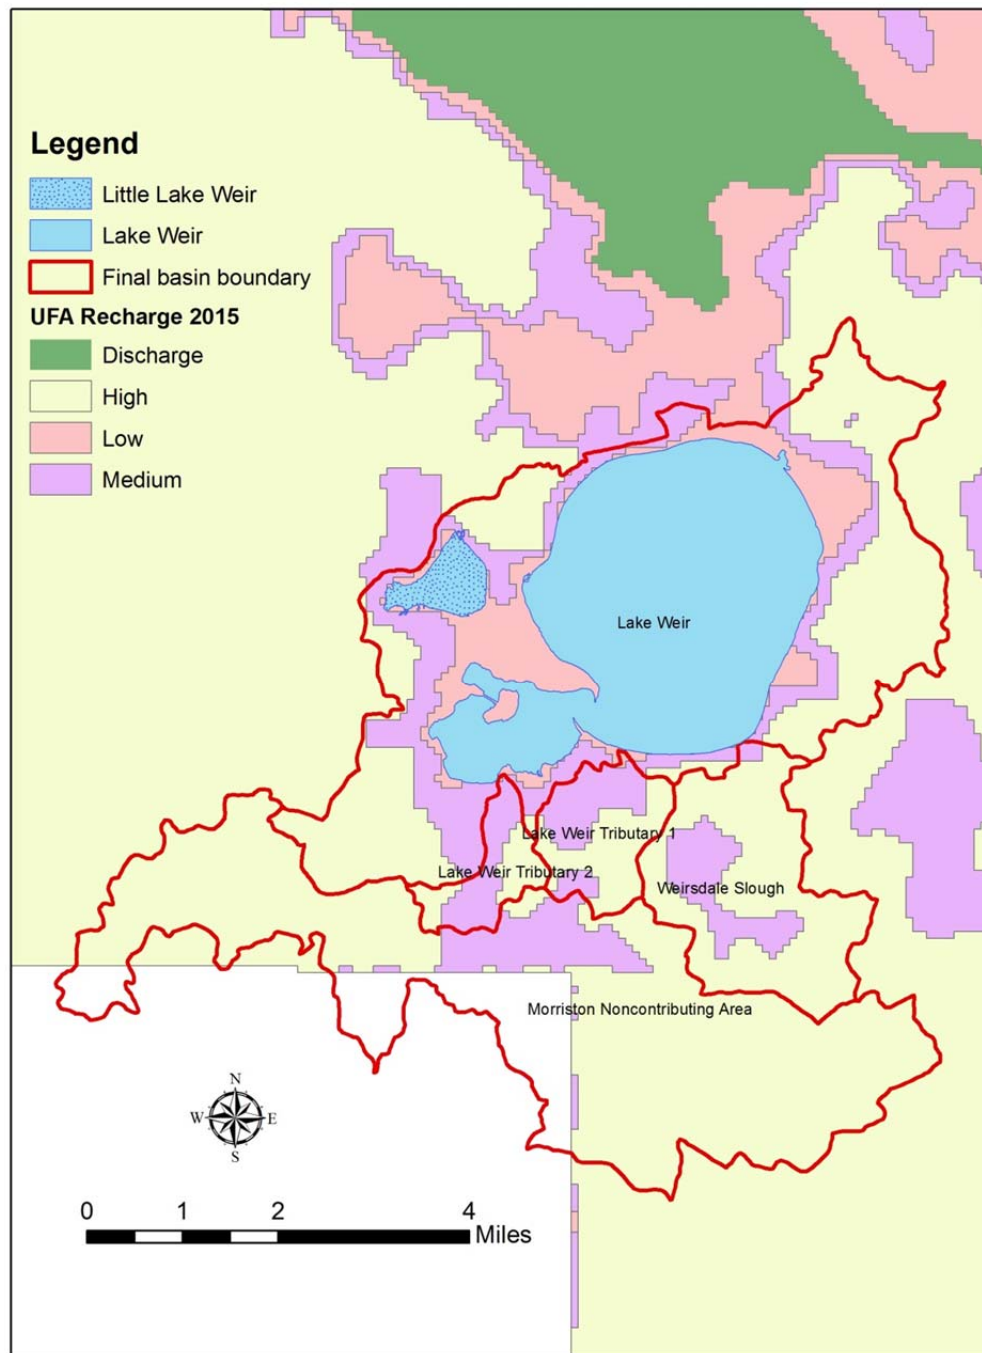 Legend
Little Lake Weir
Lake Weir
Final basin boundary
UFA Recharge 2015
Discharge
High
Low
Medium
Lake Weir
Lake Weir Tributary 1
Lake Weir Tributary 2
Weirsdale Slough
Morriston Noncontributing Area
N
W E
S
0 1 2 4
Miles